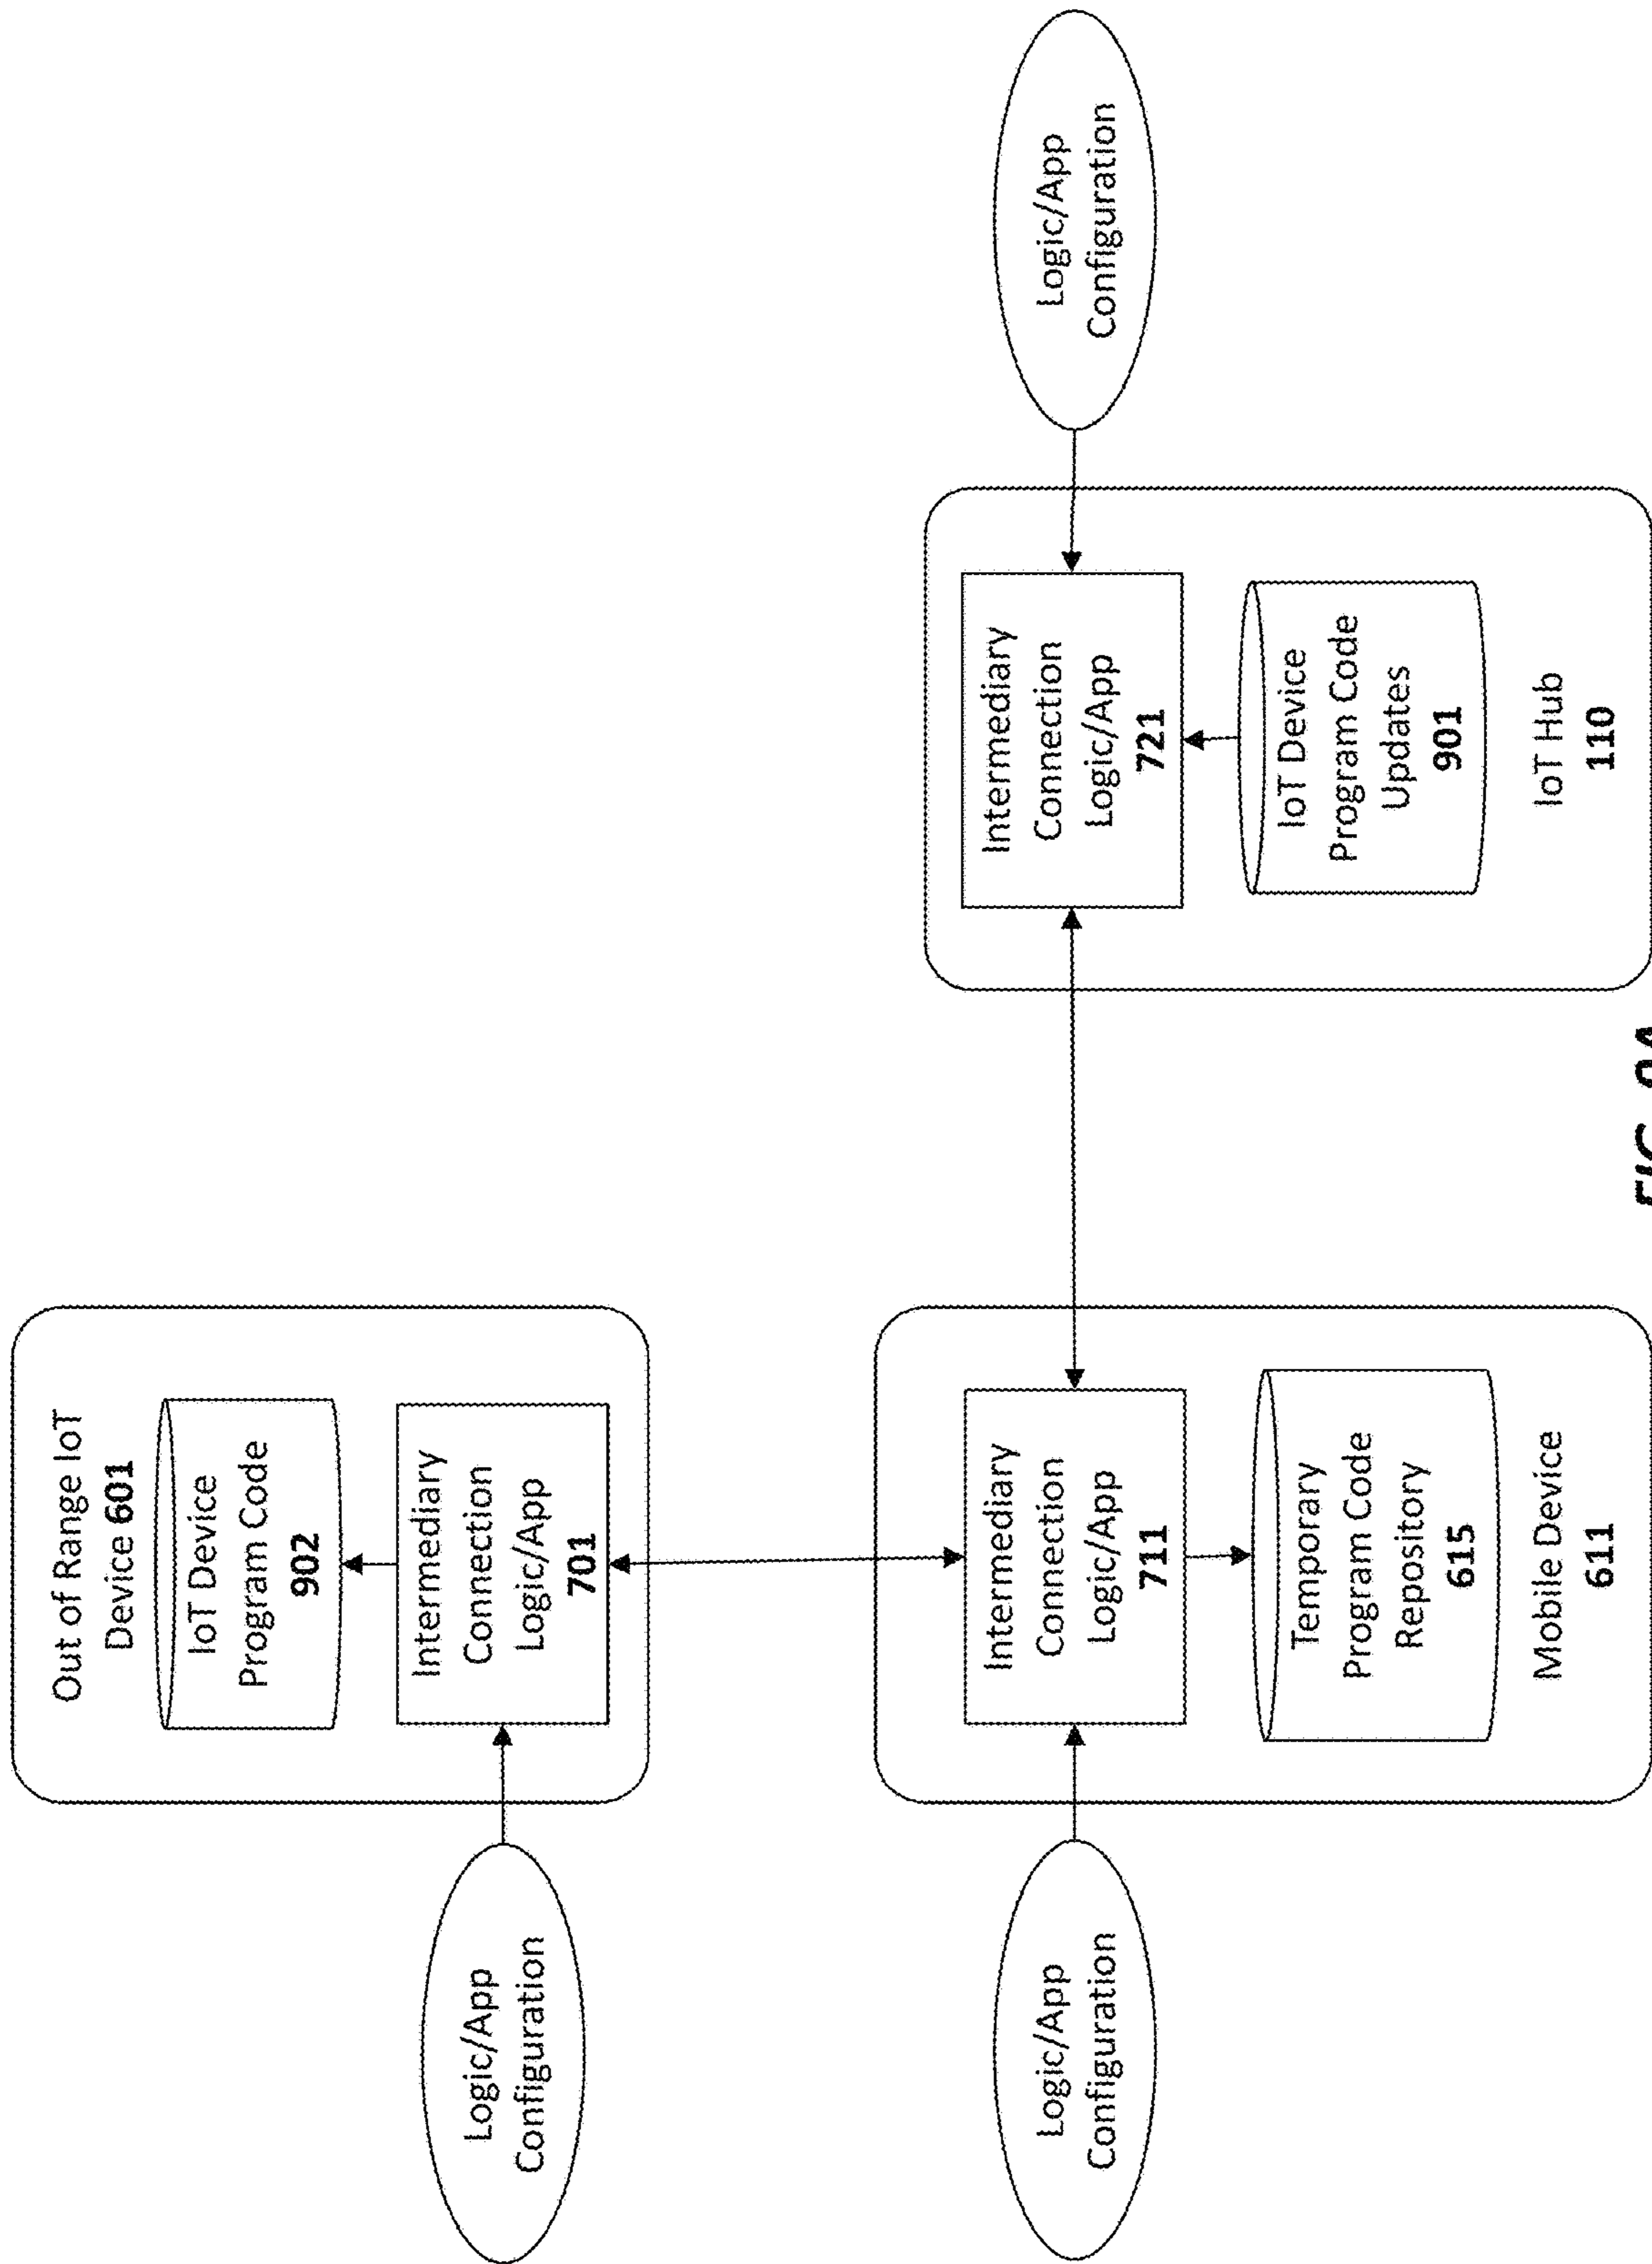 Out of Range IoT
Device 601
IoT Device
Program Code
902
Logic/App
Configuration
Intermediary
Connection
Logic/App
701
Logic/App
Configuration
Intermediary
Connection
Logic/App
711
Temporary
Program Code
Repository
615
Mobile Device
611
Intermediary
Connection
Logic/App
721
IoT Device
Program Code
Updates
901
IoT Hub
110
Logic/App
Configuration
FIG. 9A